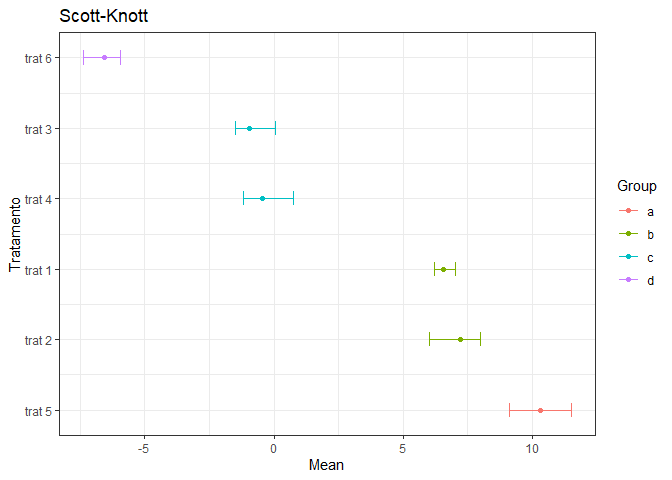 Scott-Knott
trat 6
trat 3
trat 4
trat 1
trat 2
trat 5
Tratamento
-5
0
5
10
Mean
Group
a
b
c
d